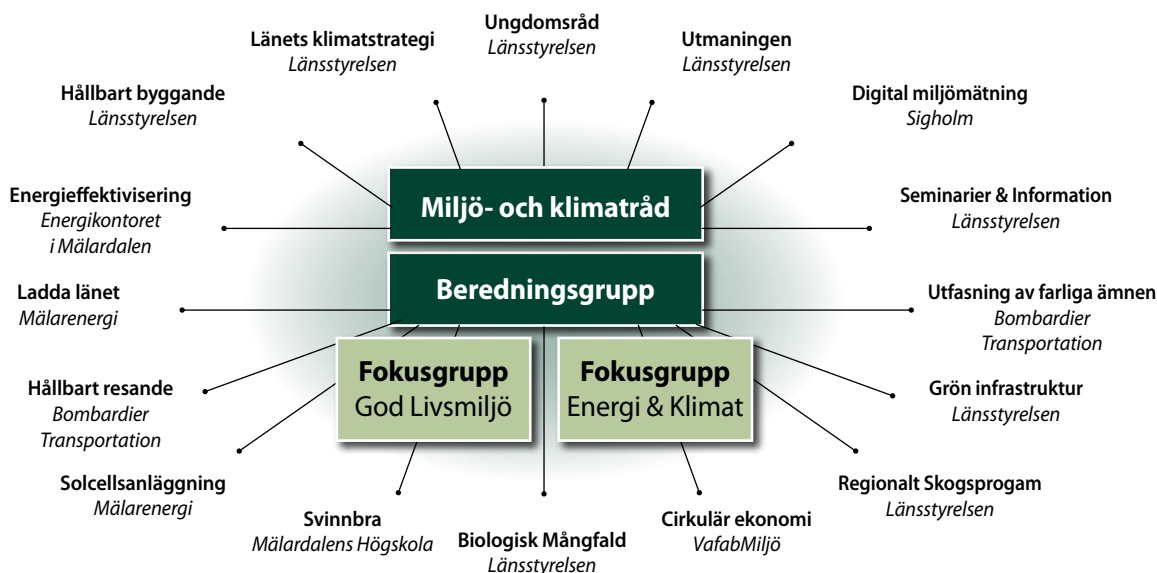 Ungdomsråd
Länsstyrelsen
Länets klimatstrategi
Länsstyrelsen
Utmaningen
Länsstyrelsen
Hållbart byggande
Länsstyrelsen
Digital miljömätning
Sigholm
Energieffektivisering
Energikontoret
i Mälardalen
Miljö- och klimatråd
Seminarier & Information
Länsstyrelsen
Ladda länet
Mälarenergi
Beredningsgrupp
Utfasning av farliga ämnen
Bombardier
Transportation
Hållbart resande
Bombardier
Transportation
Fokusgrupp
God Livsmiljö
Fokusgrupp
Energi & Klimat
Grön infrastruktur
Länsstyrelsen
Solcellsanläggning
Mälarenergi
Regionalt Skogsprogam
Länsstyrelsen
Svinnbra
Mälardalens Högskola
Biologisk Mångfald
Länsstyrelsen
Cirkulär ekonomi
VafabMiljö